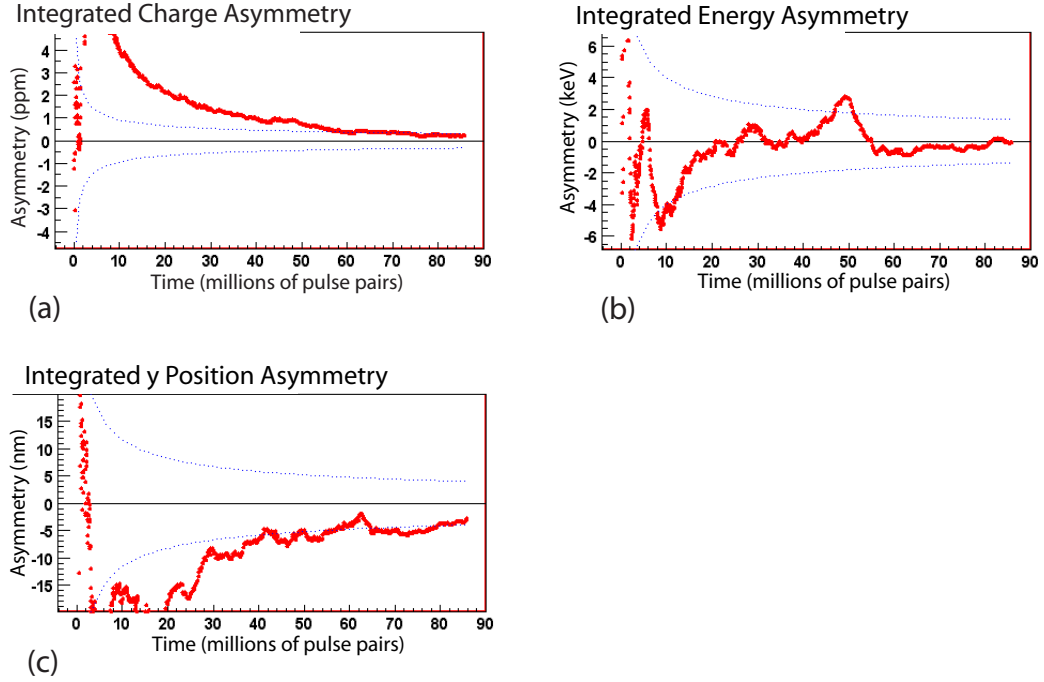 Integrated Charge Asymmetry
Asymmetry (ppm)
4
3
2
1
0
-1
-2
-3
-4
0 10 20 30 40 50 60 70 80 90
Time (millions of pulse pairs)
(a)
Integrated Energy Asymmetry
Asymmetry (keV)
6
4
2
0
-2
-4
-6
0 10 20 30 40 50 60 70 80 90
Time (millions of pulse pairs)
(b)
Integrated y Position Asymmetry
Asymmetry (nm)
15
10
5
0
-5
-10
-15
0 10 20 30 40 50 60 70 80 90
Time (millions of pulse pairs)
(c)